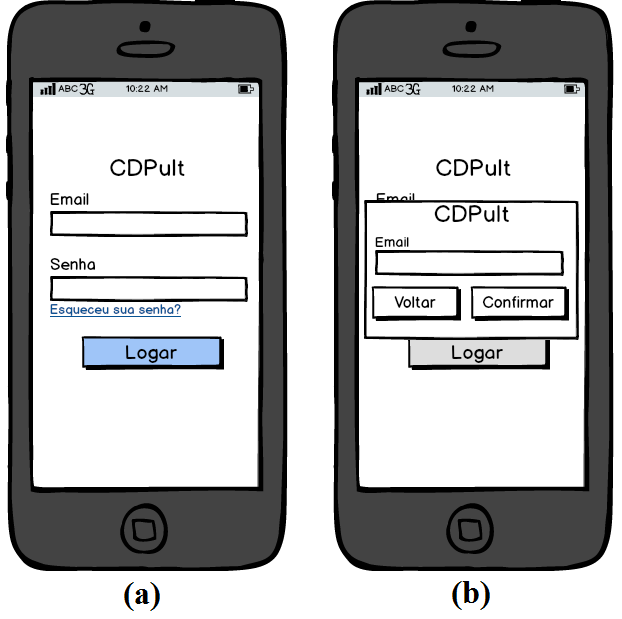 ABC 3G 10:22 AM
CDPult
Email
Senha
Esqueceu sua senha?
Logar
(a)
ABC 3G 10:22 AM
CDPult
Email
CDPult
Email
Voltar Confirmar
Logar
(b)